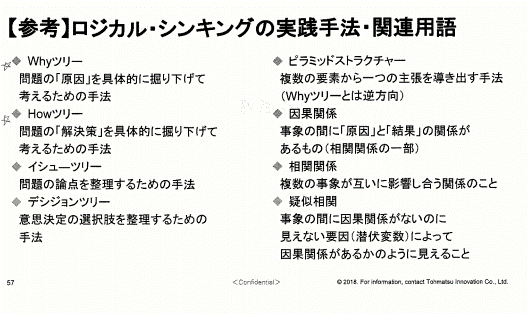 【参考】ロジカル・シンキングの実践手法・関連用語
◆ Whyツリー
問題の「原因」を具体的に掘り下げて
考えるための手法
◆ Howツリー
問題の「解決策」を具体的に掘り下げて
考えるための手法
◆ イシューツリー
問題の論点を整理するための手法
◆ デシジョンツリー
意思決定の選択肢を整理するための
手法
◆ ピラミッドストラクチャー
複数の要素から一つの主張を導き出す手法
（Whyツリーとは逆方向）
◆ 因果関係
事象の間に「原因」と「結果」の関係が
あるもの（相関関係の一部）
◆ 相関関係
複数の事象が互いに影響し合う関係のこと
◆ 疑似相関
事象の間に因果関係がないのに
見えない要因（潜伏変数）によって
因果関係があるかのように見えること
57
<Confidential>
© 2018. For information, contact Tohmatsu Innovation Co., Ltd.